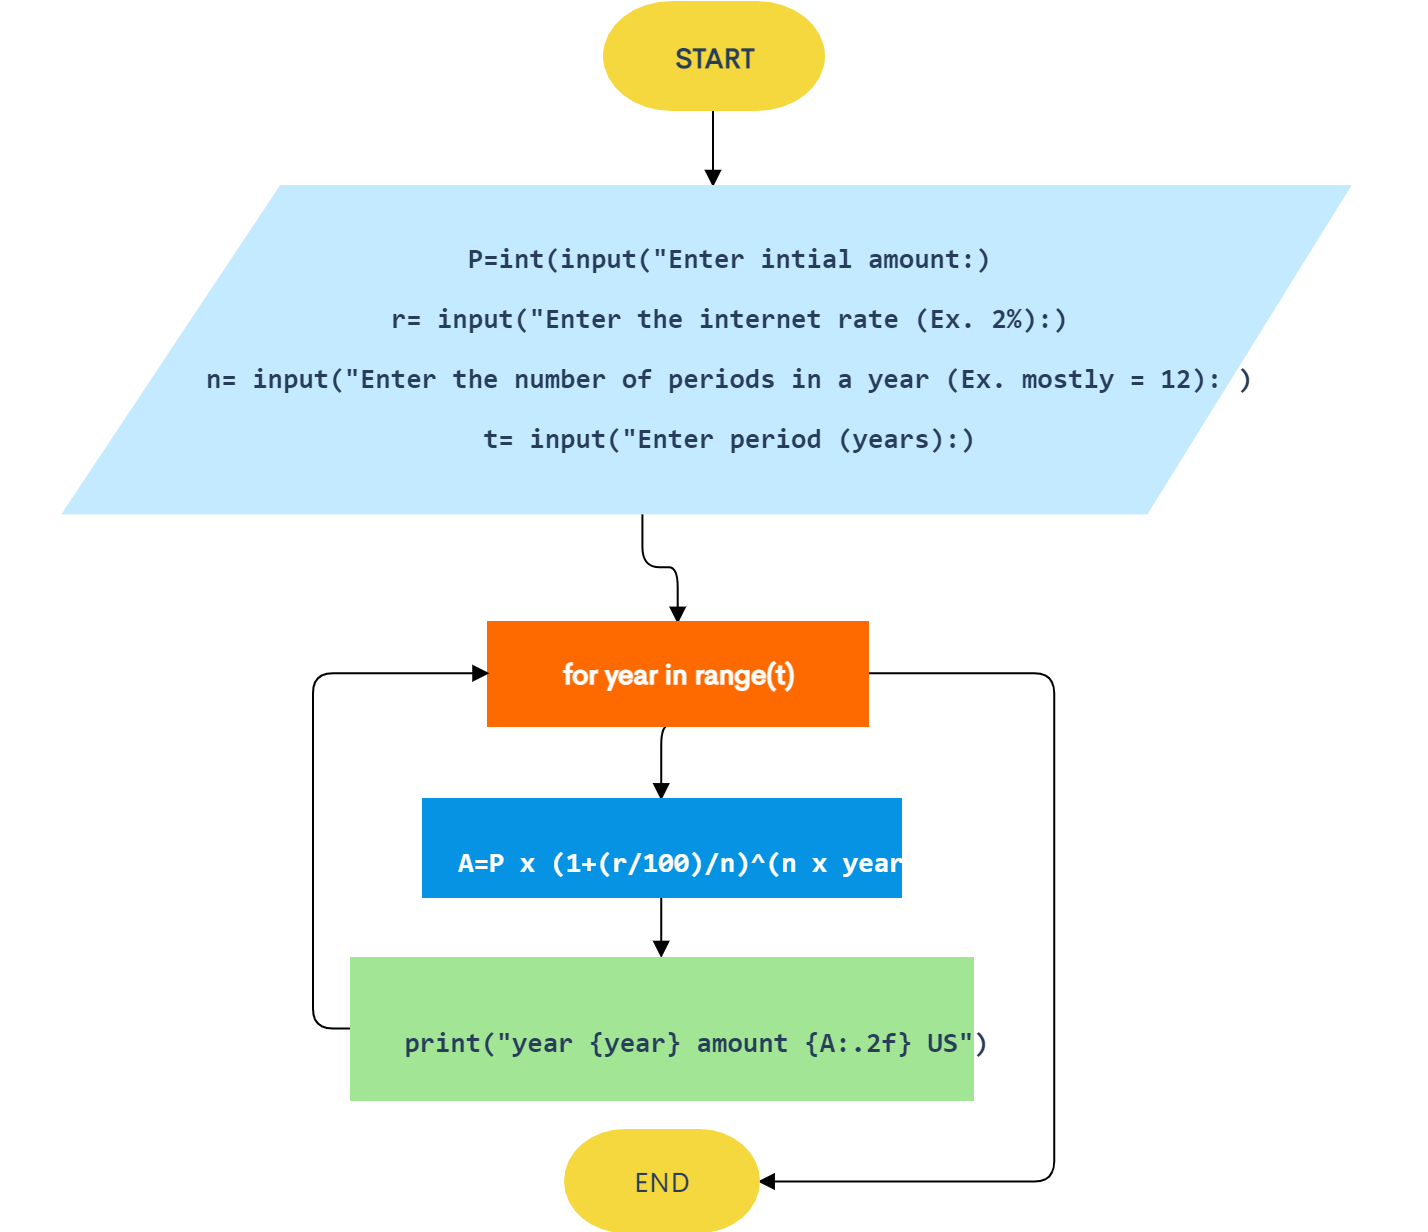 START
P=int(input("Enter intial amount:)
r= input("Enter the internet rate (Ex. 2%):)
n= input("Enter the number of periods in a year (Ex. mostly = 12): )
t= input("Enter period (years):)
for year in range(t)
A=P x (1+(r/100)/n)^(n x year
print("year {year} amount {A:.2f} US")
END